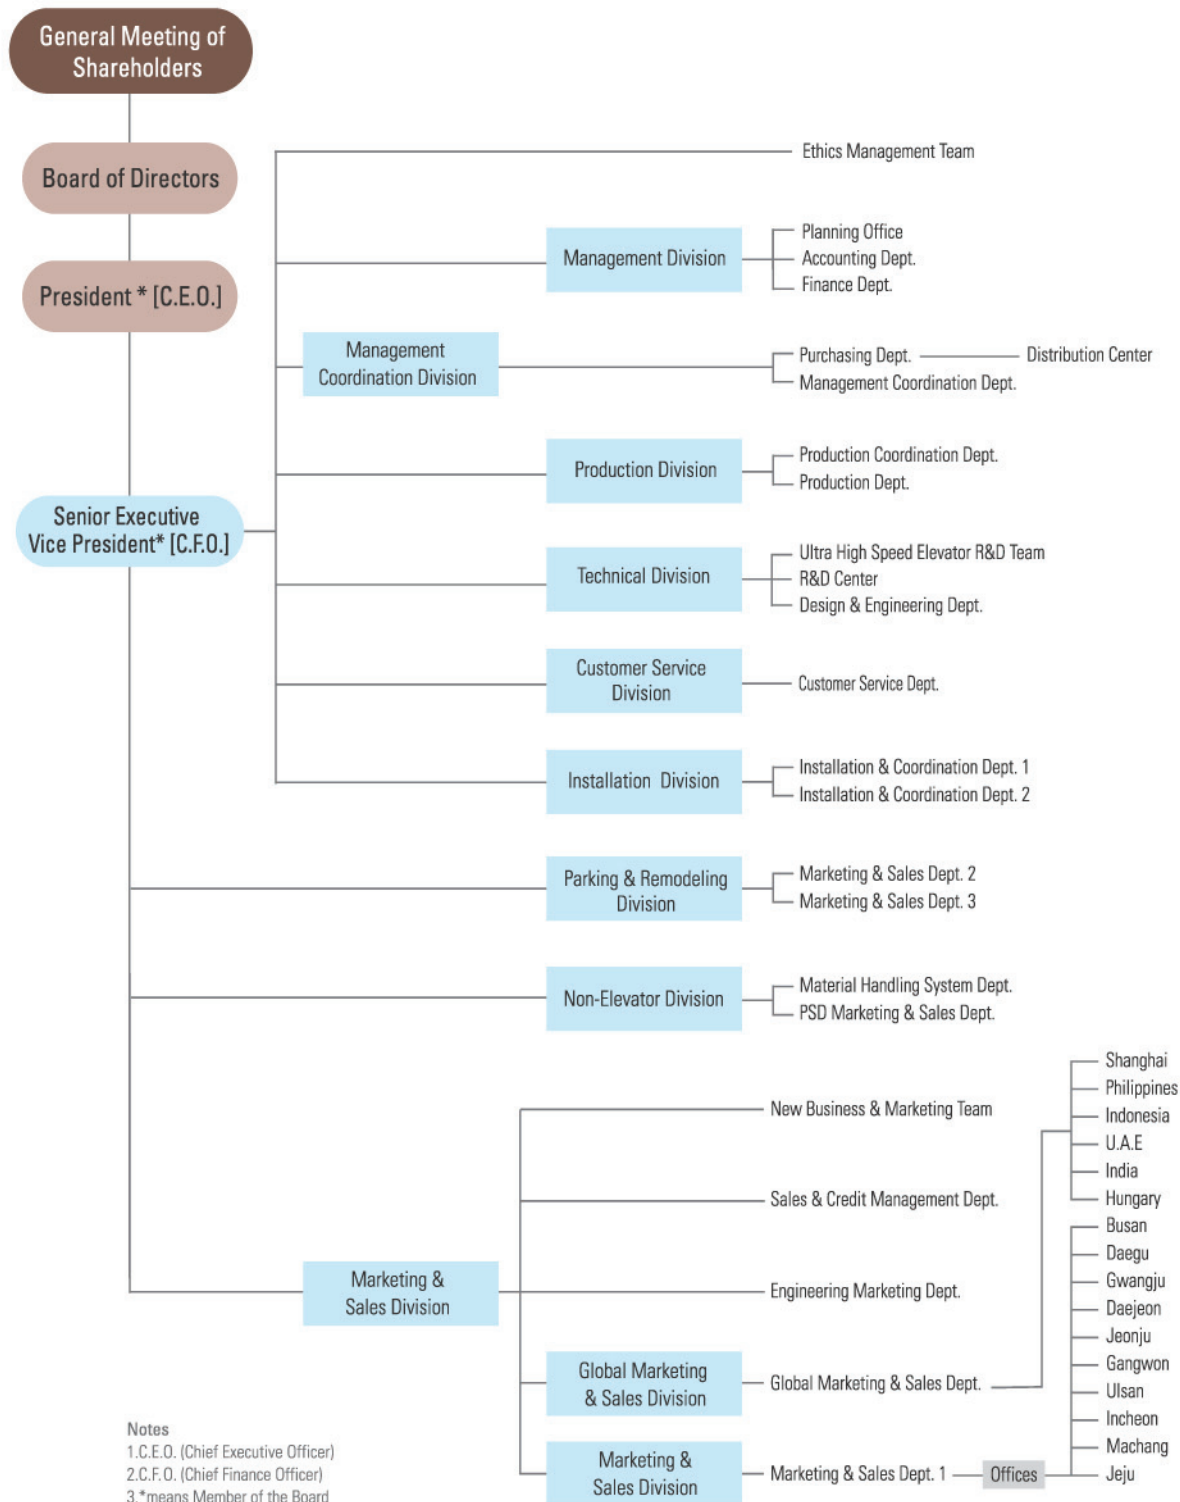 General Meeting of
Shareholders
Board of Directors
President * [C.E.O.]
Senior Executive
Vice President* [C.F.O.]
Ethics Management Team
Management Division
Planning Office
Accounting Dept.
Finance Dept.
Management
Coordination Division
Purchasing Dept.
Distribution Center
Management Coordination Dept.
Production Division
Production Coordination Dept.
Production Dept.
Technical Division
Ultra High Speed Elevator R&D Team
R&D Center
Design & Engineering Dept.
Customer Service
Division
Customer Service Dept.
Installation Division
Installation & Coordination Dept. 1
Installation & Coordination Dept. 2
Parking & Remodeling
Division
Marketing & Sales Dept. 2
Marketing & Sales Dept. 3
Non-Elevator Division
Material Handling System Dept.
PSD Marketing & Sales Dept.
Marketing &
Sales Division
New Business & Marketing Team
Sales & Credit Management Dept.
Engineering Marketing Dept.
Global Marketing
& Sales Division
Global Marketing & Sales Dept.
Shanghai
Philippines
Indonesia
U.A.E
India
Hungary
Marketing &
Sales Division
Marketing & Sales Dept. 1
Offices
Busan
Daegu
Gwangju
Daejeon
Jeonju
Gangwon
Ulsan
Incheon
Machang
Jeju
Notes
1.C.E.O. (Chief Executive Officer)
2.C.F.O. (Chief Finance Officer)
3.*means Member of the Board